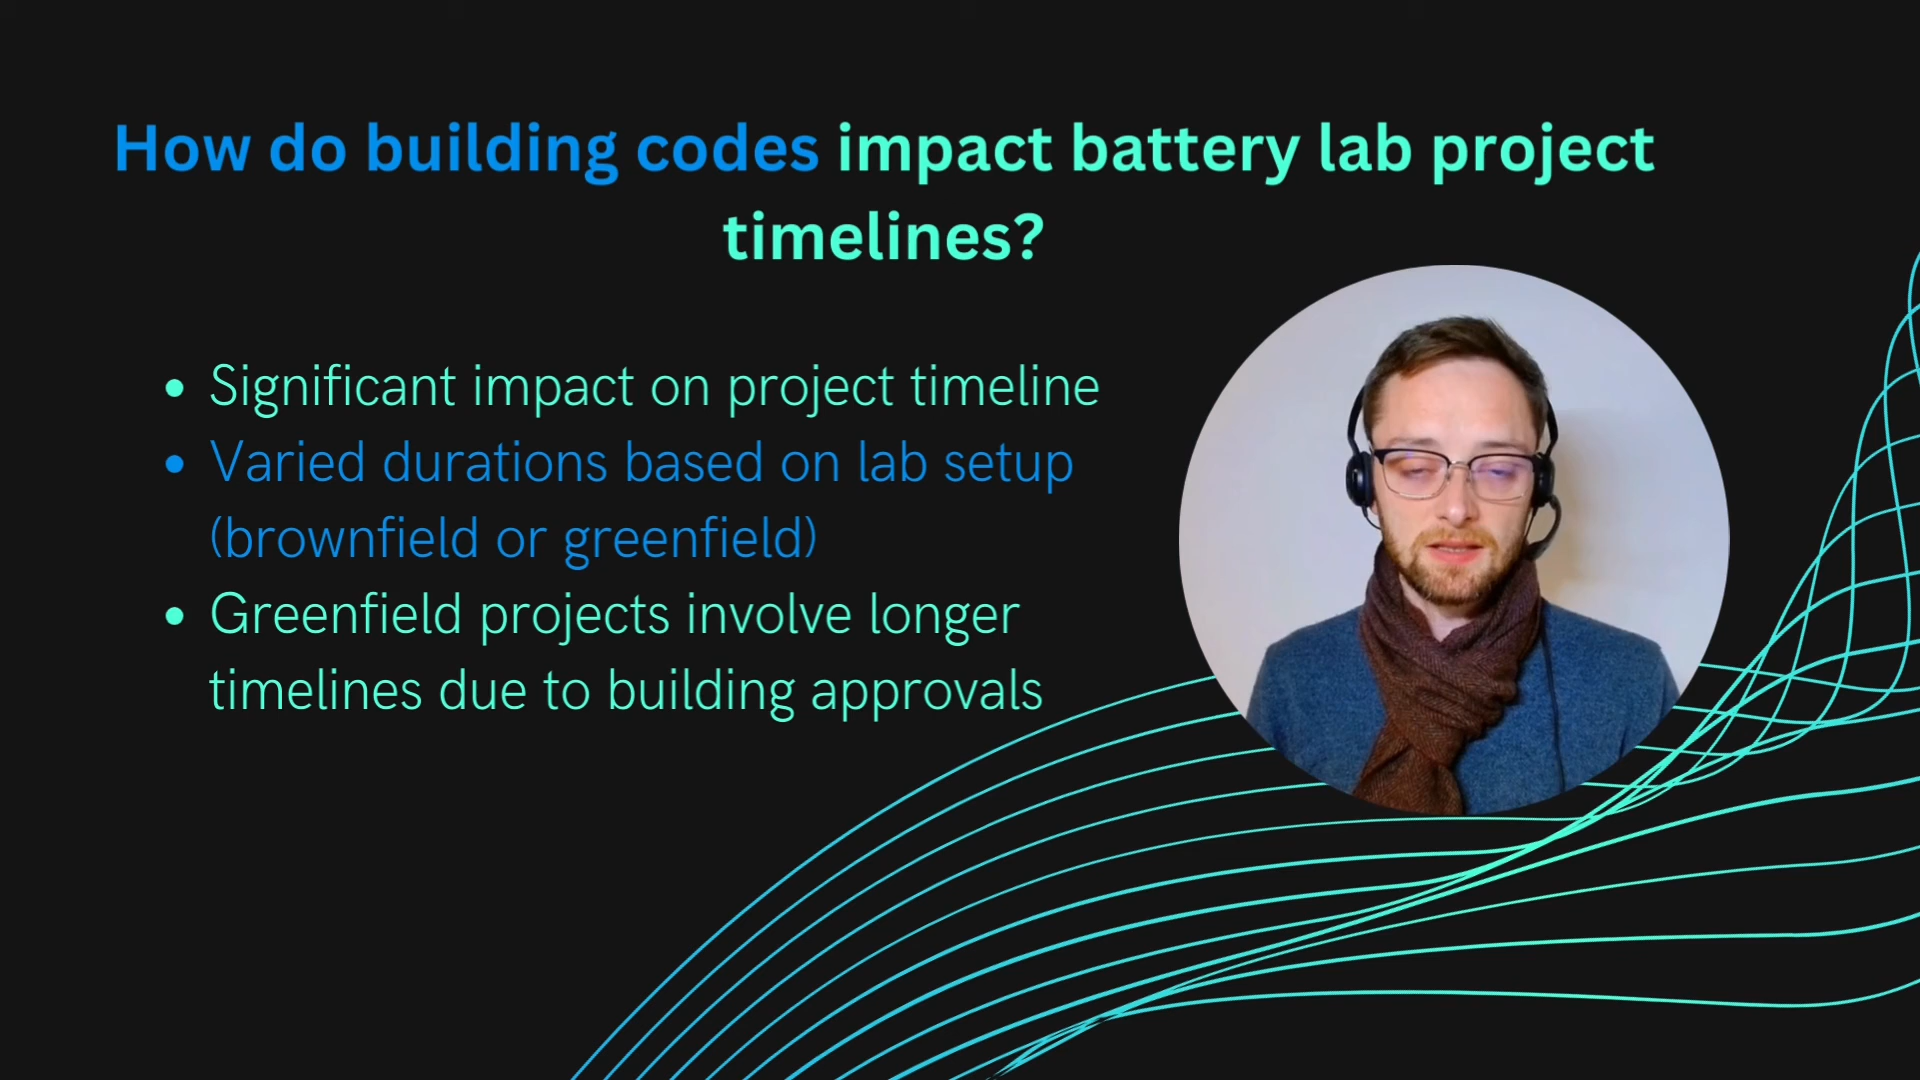 How do building codes impact battery lab project
timelines?
• Significant impact on project timeline
• Varied durations based on lab setup
(brownfield or greenfield)
• Greenfield projects involve longer
timelines due to building approvals